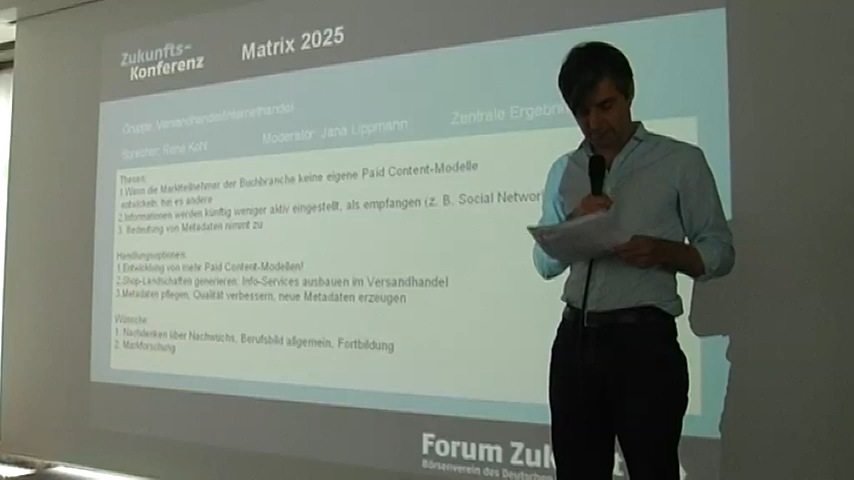 Zukunfts-
Konferenz
Matrix 2025
Gruppe: Versandhandel/Internethandel
Sprecher: René Kohl
Moderator: Jana Lippmann
Zentrale
Thesen:
1.Wenn die Marktteilnehmer der Buchbranche keine eigene Paid Content-Modelle
entwickeln, tun es andere
2.Informationen werden künftig weniger aktiv eingestellt, als empfangen (z. B. Social
3. Bedeutung von Metadaten nimmt zu
Handlungsoptionen:
1.Entwicklung von mehr Paid Content-Modellen!
2.Shop-Landschaften generieren: Info-Services ausbauen im Versandhandel
3.Metadaten pflegen, Qualität verbessern, neue Metadaten erzeugen
Wünsche:
1. Nachdenken über Nachwuchs, Berufsbild allgemein, Fortbildung
2. Marktforschung
Forum
Börsenverein des Deutschen